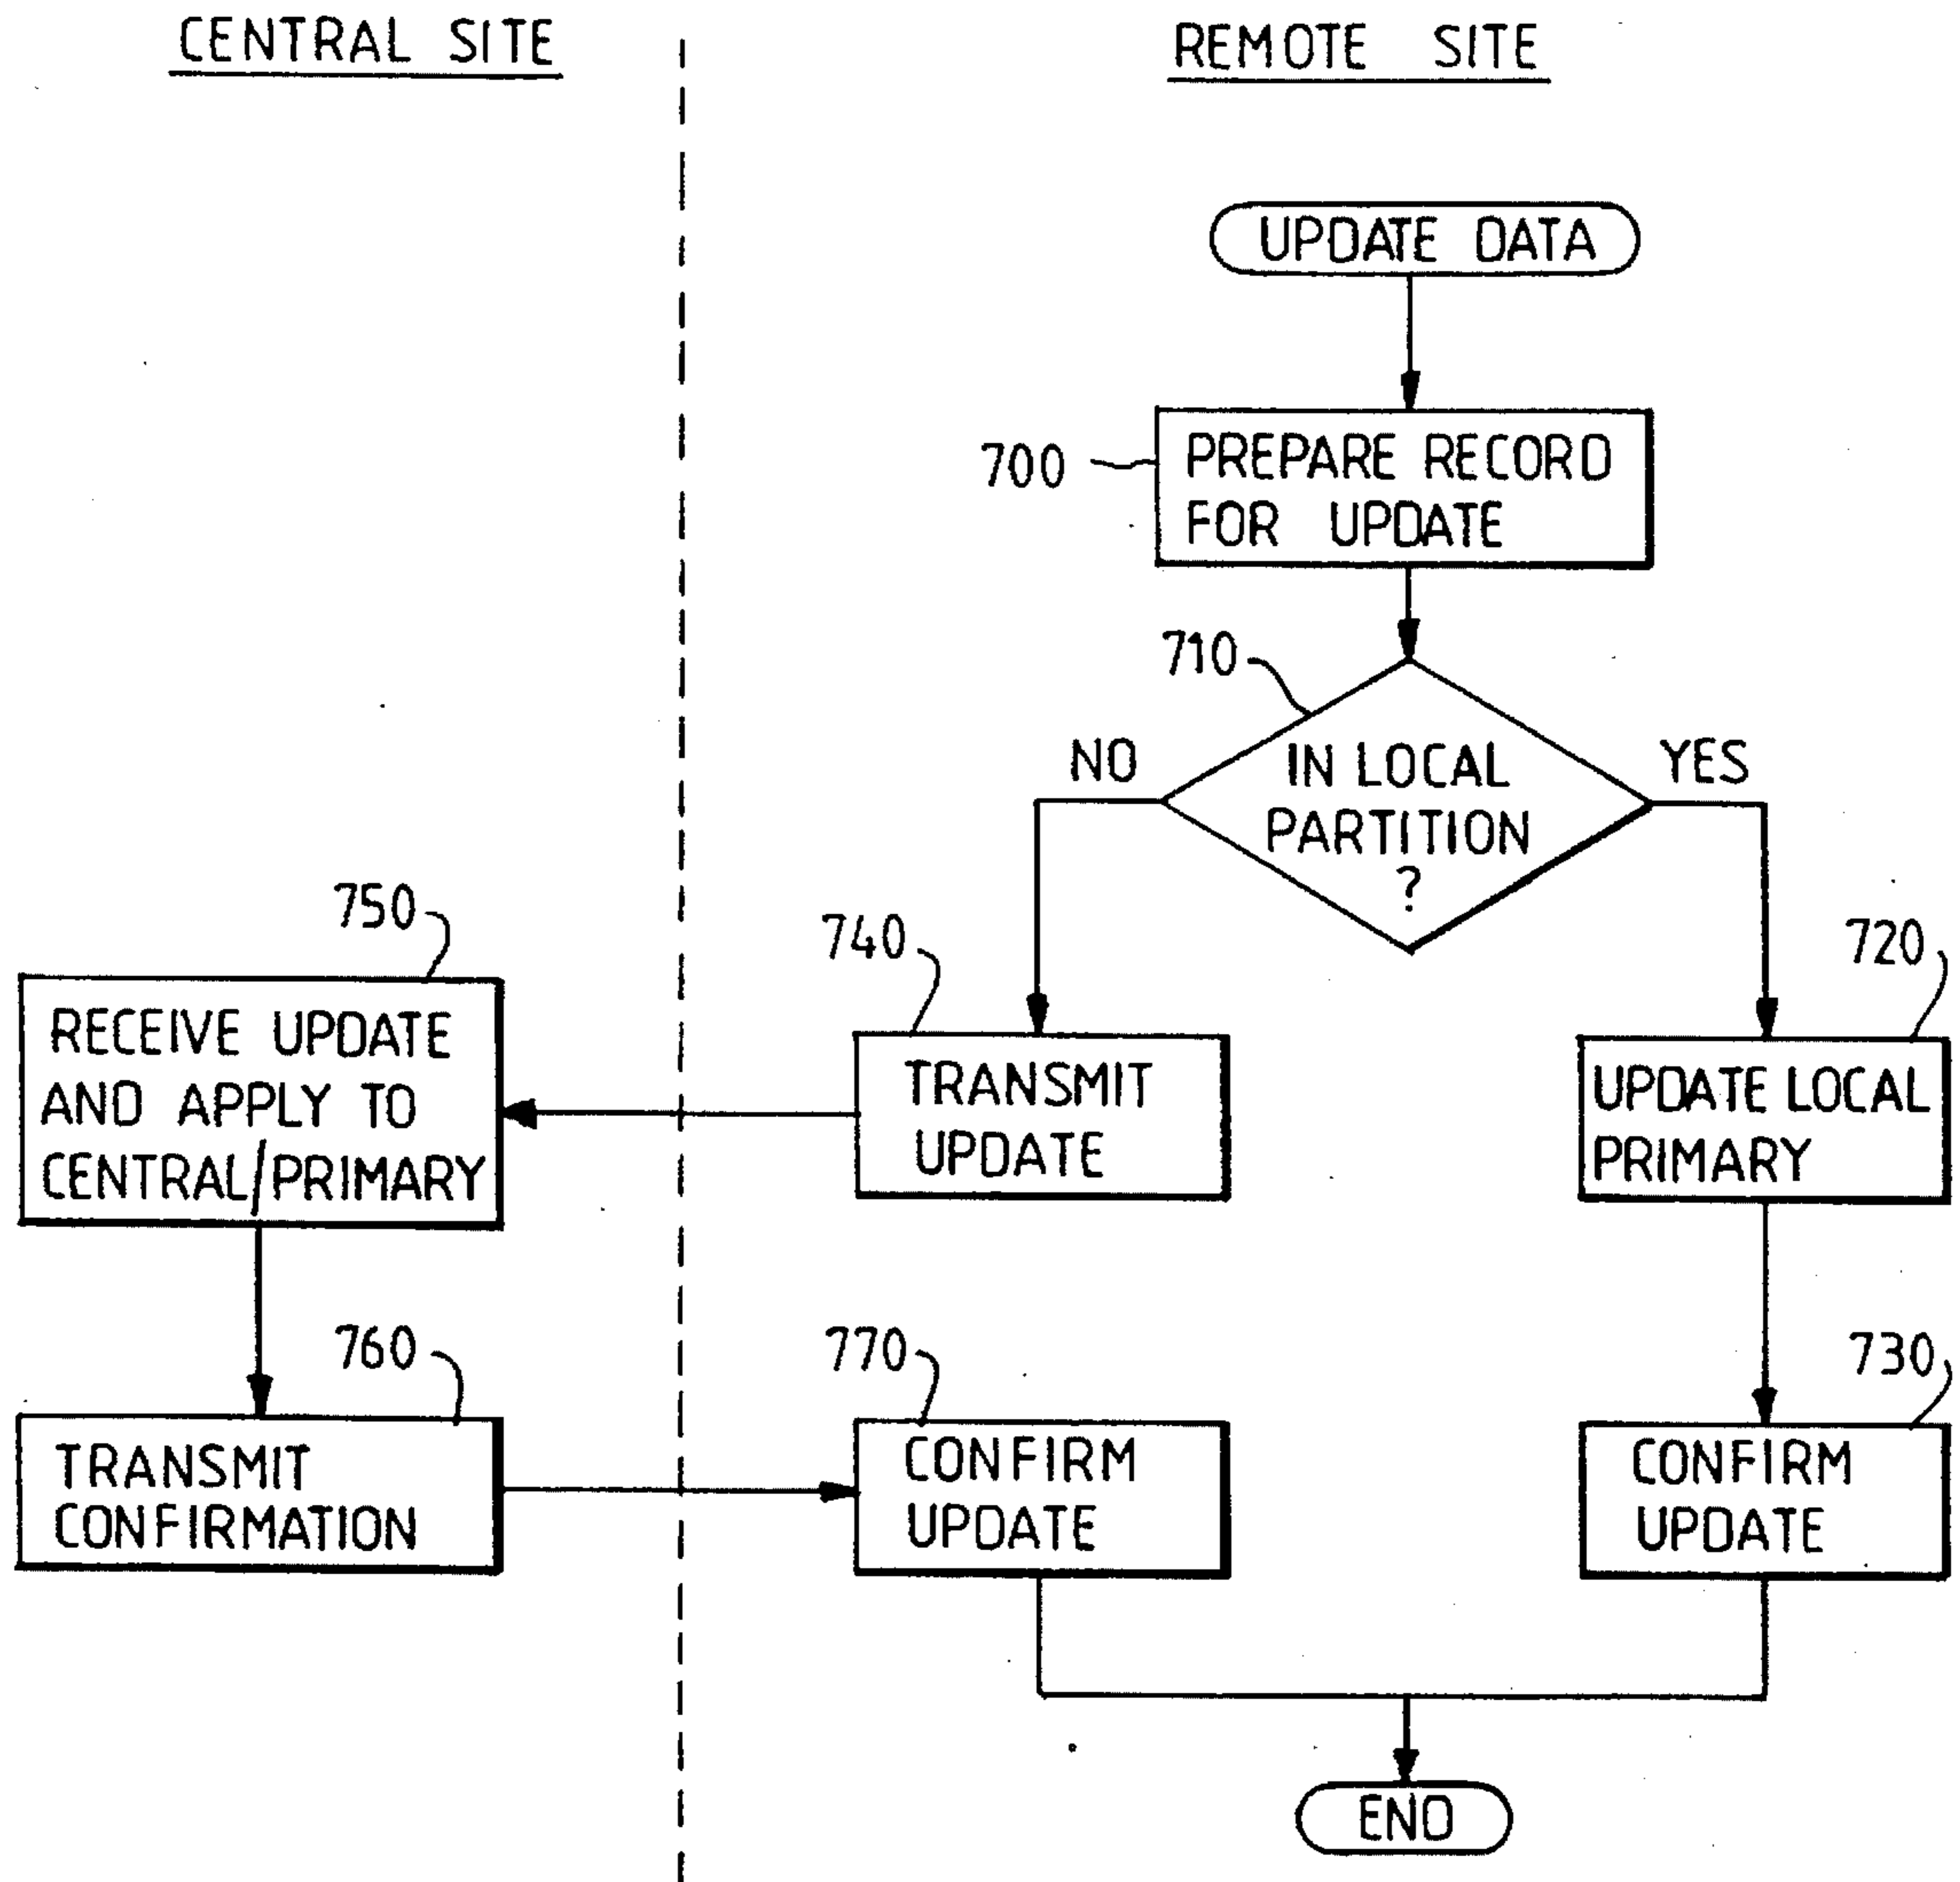 CENTRAL SITE
REMOTE SITE
UPDATE DATA
700
PREPARE RECORD
FOR UPDATE
710
NO
IN LOCAL
PARTITION
?
YES
750
RECEIVE UPDATE
AND APPLY TO
CENTRAL/PRIMARY
740
TRANSMIT
UPDATE
720
UPDATE LOCAL
PRIMARY
760
TRANSMIT
CONFIRMATION
770
CONFIRM
UPDATE
730
CONFIRM
UPDATE
END